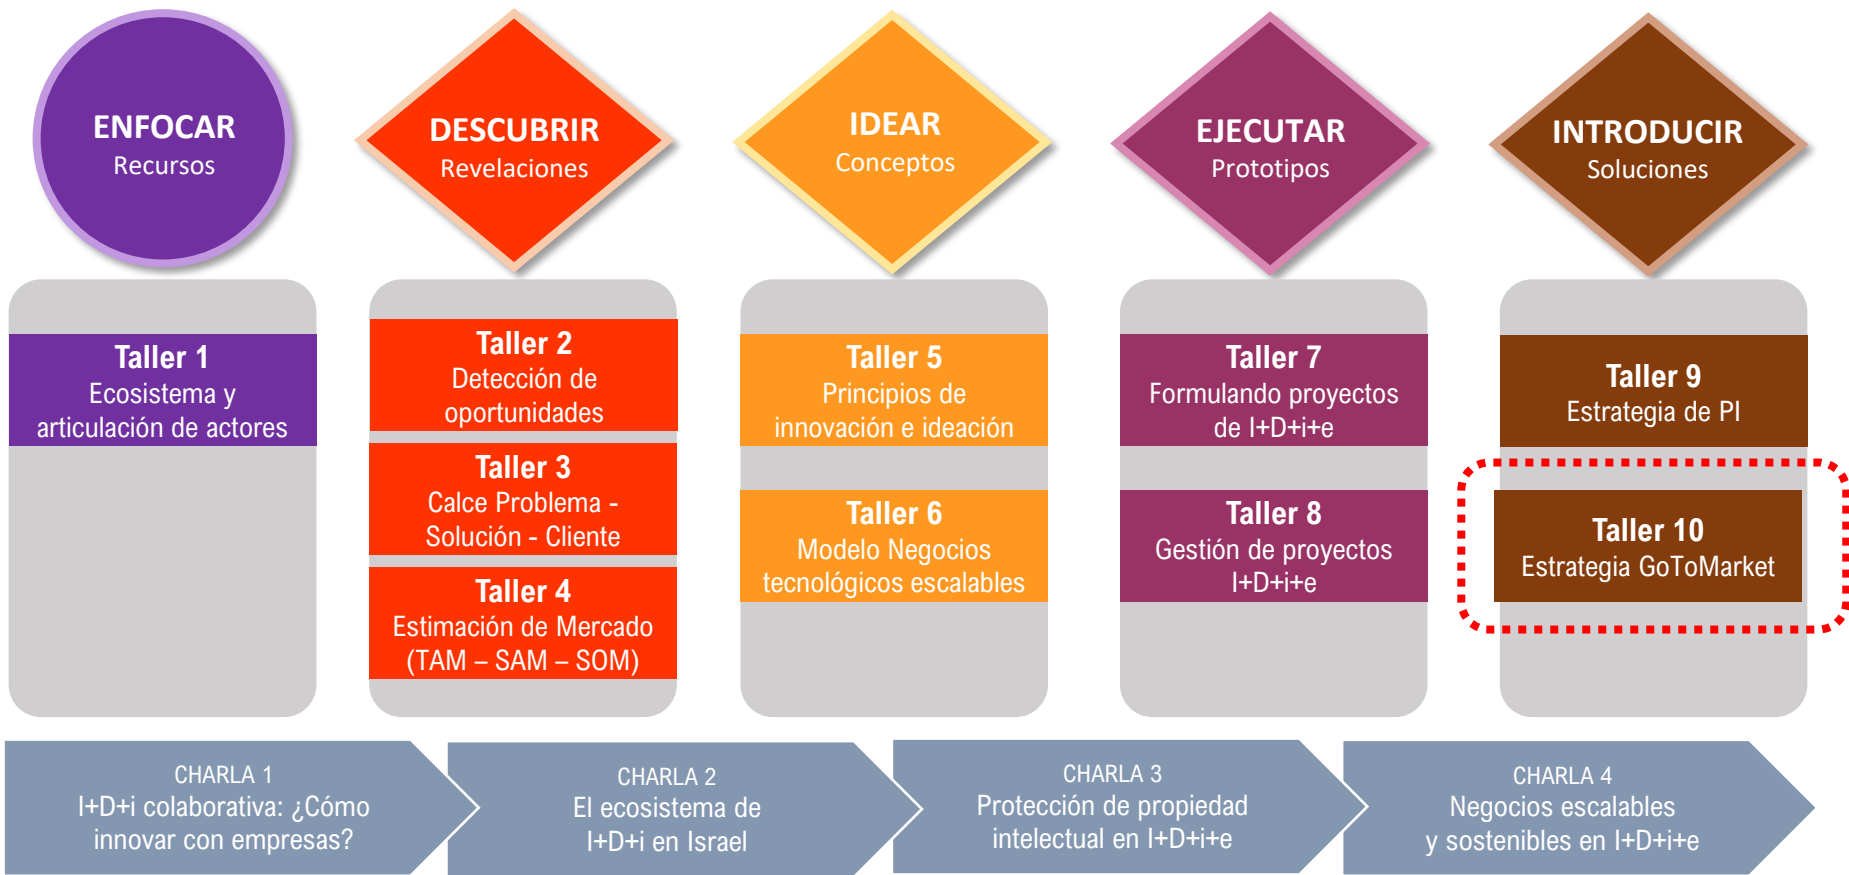 ENFOCAR
Recursos
DESCUBRIR
Revelaciones
IDEAR
Conceptos
EJECUTAR
Prototipos
INTRODUCIR
Soluciones
Taller 1
Ecosistema y
articulación de actores
Taller 2
Detección de
oportunidades
Taller 3
Calce Problema -
Solución - Cliente
Taller 4
Estimación de Mercado
(TAM – SAM – SOM)
Taller 5
Principios de
innovación e ideación
Taller 6
Modelo Negocios
tecnológicos escalables
Taller 7
Formulando proyectos
de I+D+i+e
Taller 8
Gestión de proyectos
I+D+i+e
Taller 9
Estrategia de PI
Taller 10
Estrategia GoToMarket
CHARLA 1
I+D+i colaborativa: ¿Cómo
innovar con empresas?
CHARLA 2
El ecosistema de
I+D+i en Israel
CHARLA 3
Protección de propiedad
intelectual en I+D+i+e
CHARLA 4
Negocios escalables
y sostenibles en I+D+i+e